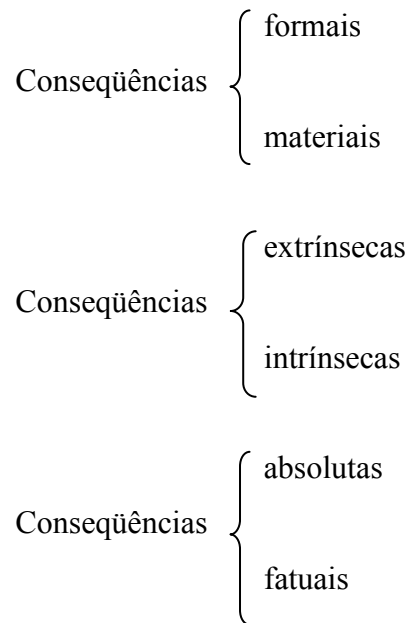 formais
Conseqüências
materiais
extrínsecas
Conseqüências
intrínsecas
absolutas
Conseqüências
fatuais